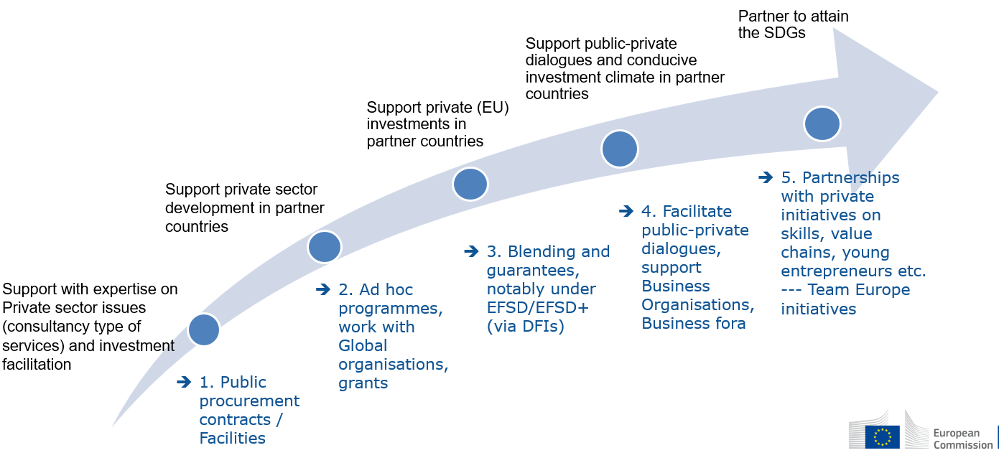 Partner to attain
the SDGs
Support public-private
dialogues and conducive
investment climate in partner
countries
Support private (EU)
investments in
partner countries
Support private sector
development in partner
countries
Support with expertise on
Private sector issues
(consultancy type of
services) and investment
facilitation
➔ 1. Public
procurement
contracts /
Facilities
➔ 2. Ad hoc
programmes,
work with
Global
organisations,
grants
➔ 3. Blending and
guarantees,
notably under
EFSD/EFSD+
(via DFIs)
➔ 4. Facilitate
public-private
dialogues,
support
Business
Organisations,
Business fora
➔ 5. Partnerships
with private
initiatives on
skills, value
chains, young
entrepreneurs etc.
--- Team Europe
initiatives
European
Commission